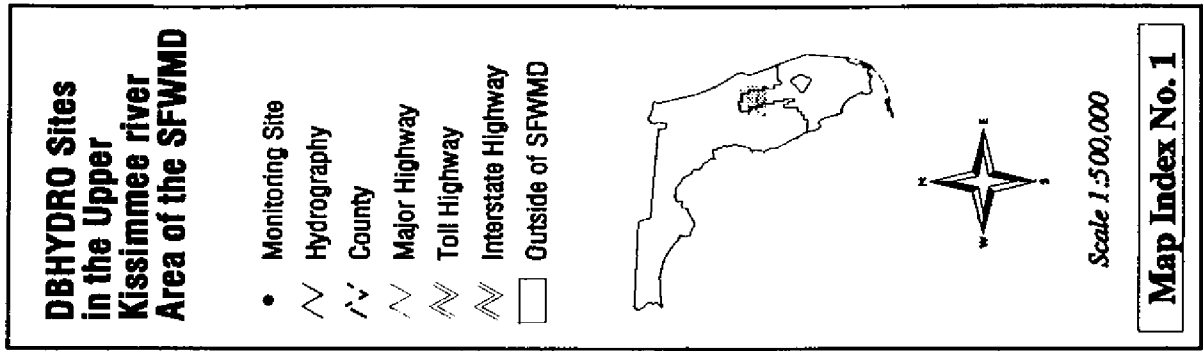 DBHYDRO Sites
in the Upper
Kissimmee river
Area of the SFWMD
Monitoring Site
Hydrography
County
Major Highway
Toll Highway
Interstate Highway
Outside of SFWMD
N
W
E
S
Scale 1:500,000
Map Index No. 1